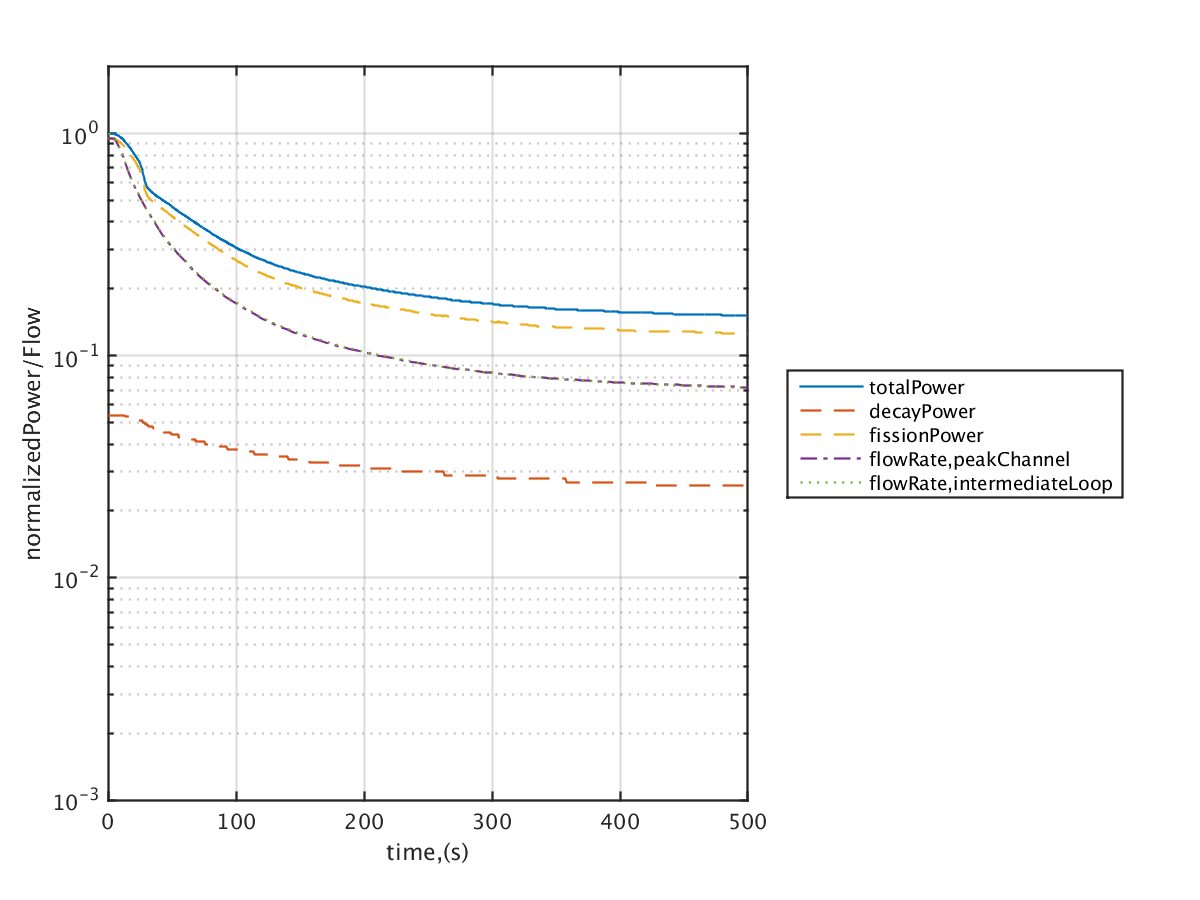 normalizedPower/Flow
10^0
10^-1
10^-2
10^-3
0 100 200 300 400 500
time,(s)
totalPower
decayPower
fissionPower
flowRate,peakChannel
flowRate,intermediateLoop